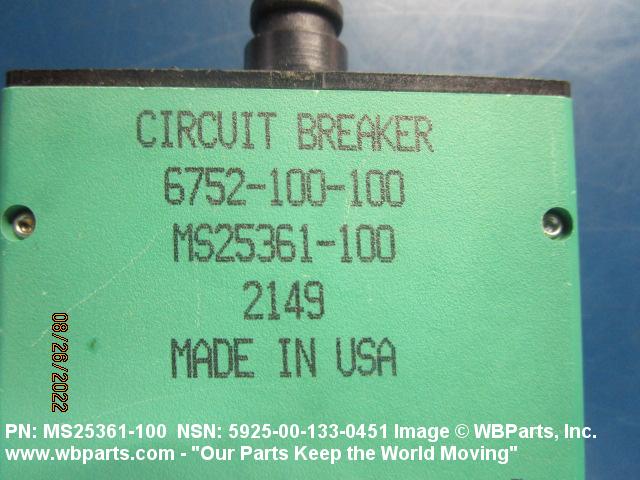 CIRCUIT BREAKER
6752-100-100
MS25361-100
2149
MADE IN USA
08/26/2022
PN: MS25361-100 NSN: 5925-00-133-0451 Image © WBParts, Inc.
www.wbparts.com - "Our Parts Keep the World Moving"